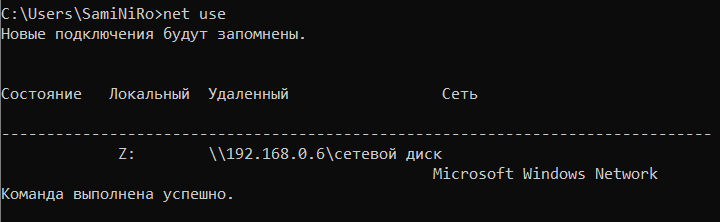 C:\Users\SamiNiRo>net use
Новые подключения будут запомнены.
Состояние Локальный Удаленный Сеть
-------------------------------------------------------------------------------
Z: \\192.168.0.6\сетевой диск
Microsoft Windows Network
Команда выполнена успешно.